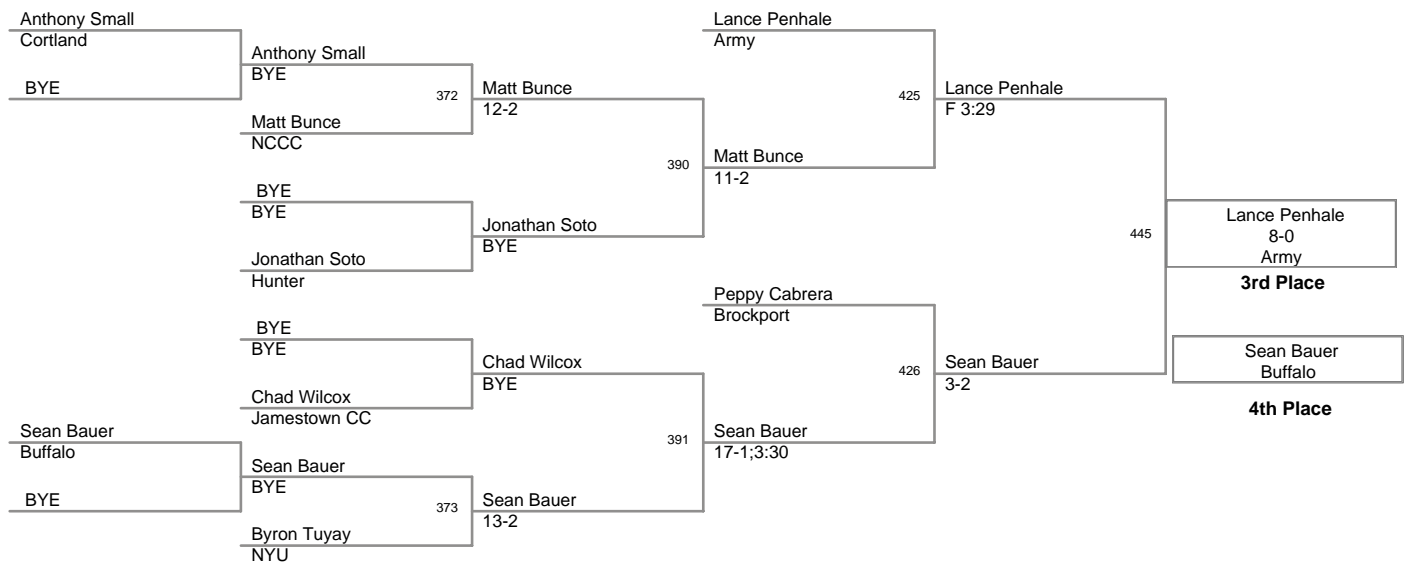 Anthony Small
Cortland
BYE
Sean Bauer
Buffalo
BYE
Anthony Small
BYE
372
Matt Bunce
NCCC
BYE
BYE
Jonathan Soto
Hunter
BYE
BYE
Chad Wilcox
Jamestown CC
Sean Bauer
BYE
373
Byron Tuyay
NYU
Matt Bunce
12-2
390
Jonathan Soto
BYE
Chad Wilcox
BYE
391
Sean Bauer
13-2
Lance Penhale
Army
425
Matt Bunce
11-2
Peppy Cabrera
Brockport
426
Sean Bauer
17-1;3:30
Lance Penhale
F 3:29
445
Sean Bauer
3-2
Lance Penhale
8-0
Army
3rd Place
Sean Bauer
Buffalo
4th Place